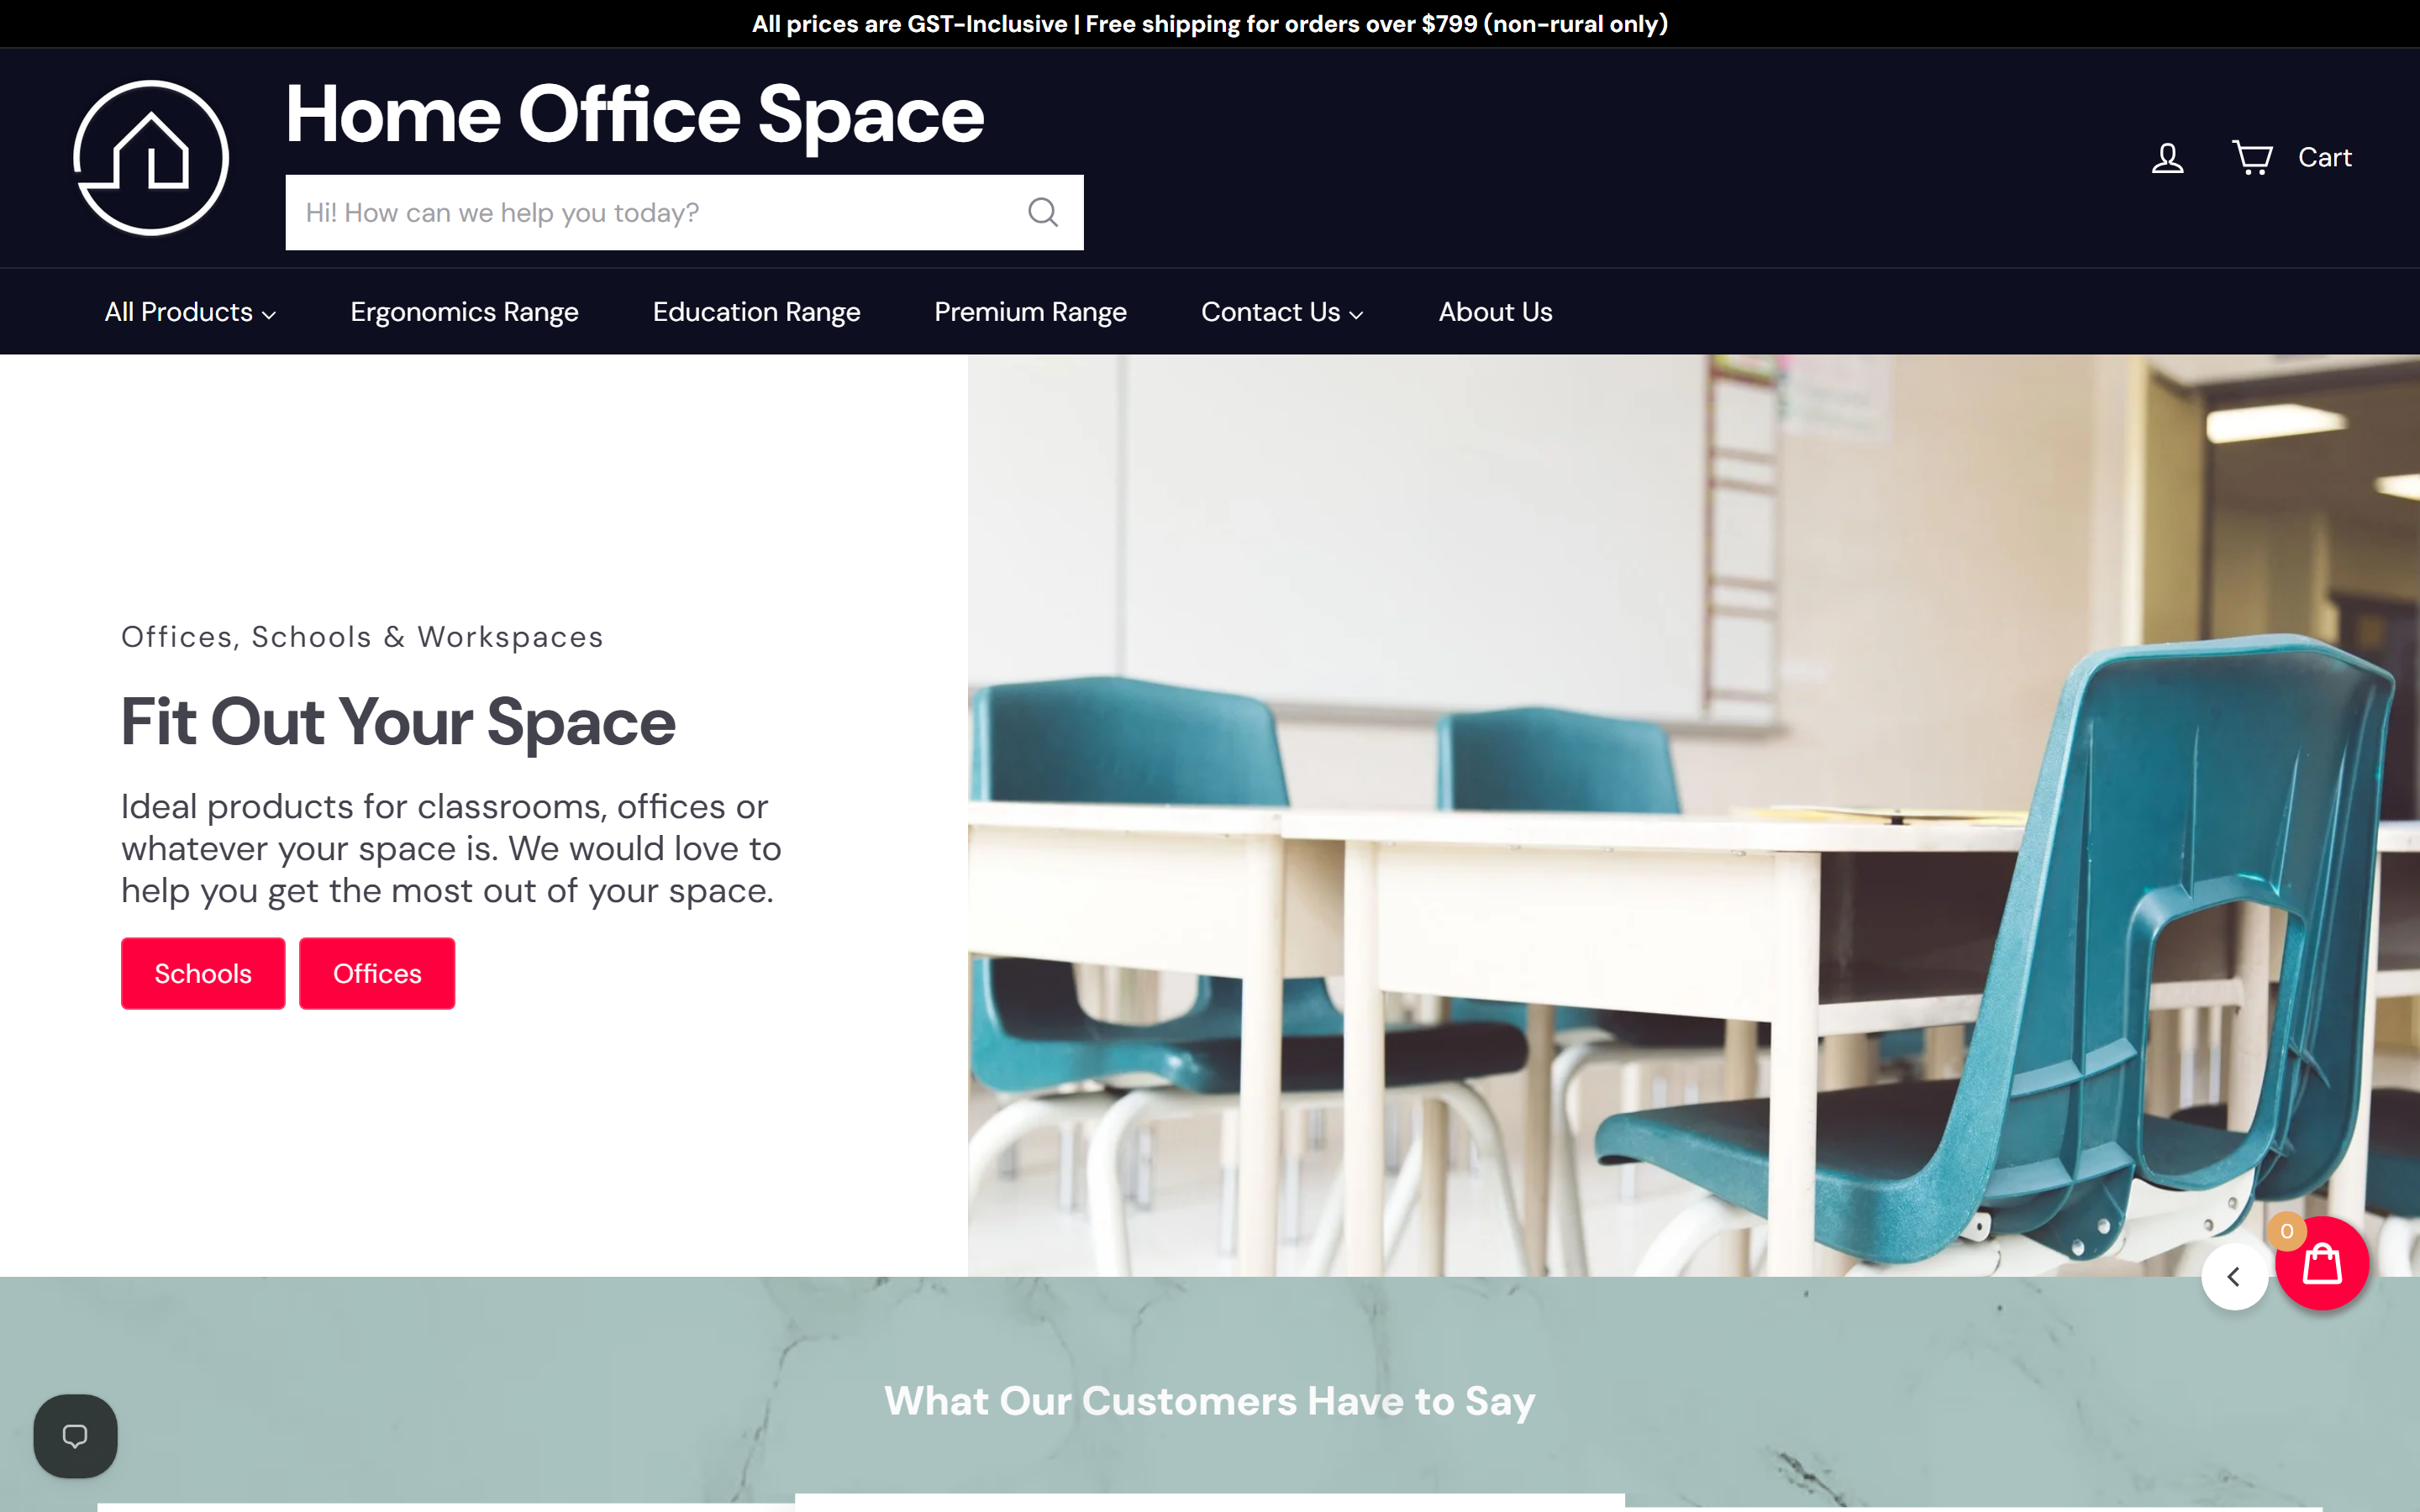 All prices are GST-Inclusive | Free shipping for orders over $799 (non-rural only)
Home Office Space
Hi! How can we help you today?
Cart
All Products
Ergonomics Range
Education Range
Premium Range
Contact Us
About Us
Offices, Schools & Workspaces
Fit Out Your Space
Ideal products for classrooms, offices or
whatever your space is. We would love to
help you get the most out of your space.
Schools
Offices
0
What Our Customers Have to Say